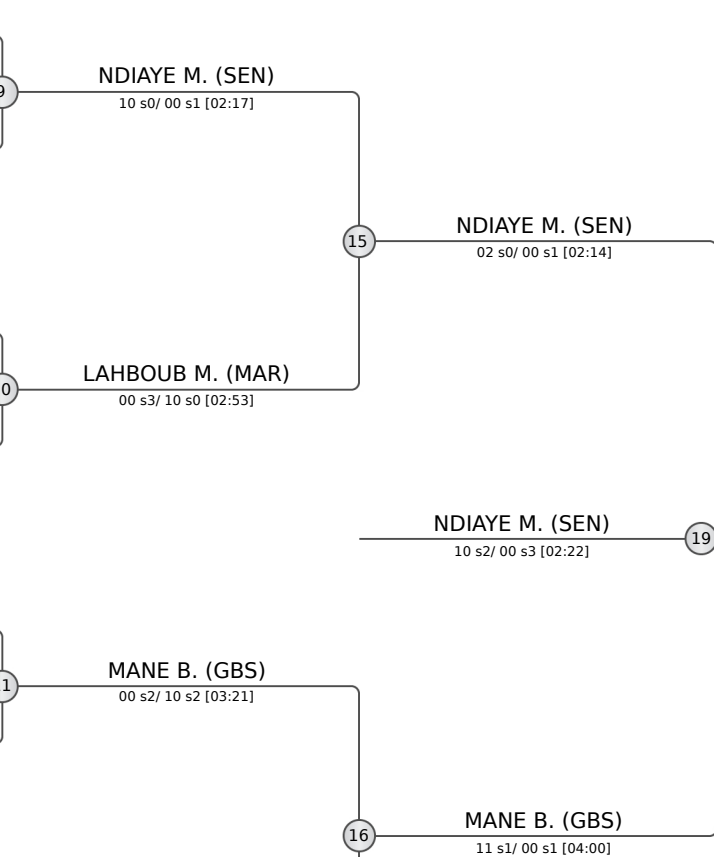 NDIAYE M. (SEN)
10 s0/ 00 s1 [02:17]
15
NDIAYE M. (SEN)
02 s0/ 00 s1 [02:14]
LAHBOUB M. (MAR)
00 s3/ 10 s0 [02:53]
NDIAYE M. (SEN)
10 s2/ 00 s3 [02:22]
19
MANE B. (GBS)
00 s2/ 10 s2 [03:21]
16
MANE B. (GBS)
11 s1/ 00 s1 [04:00]